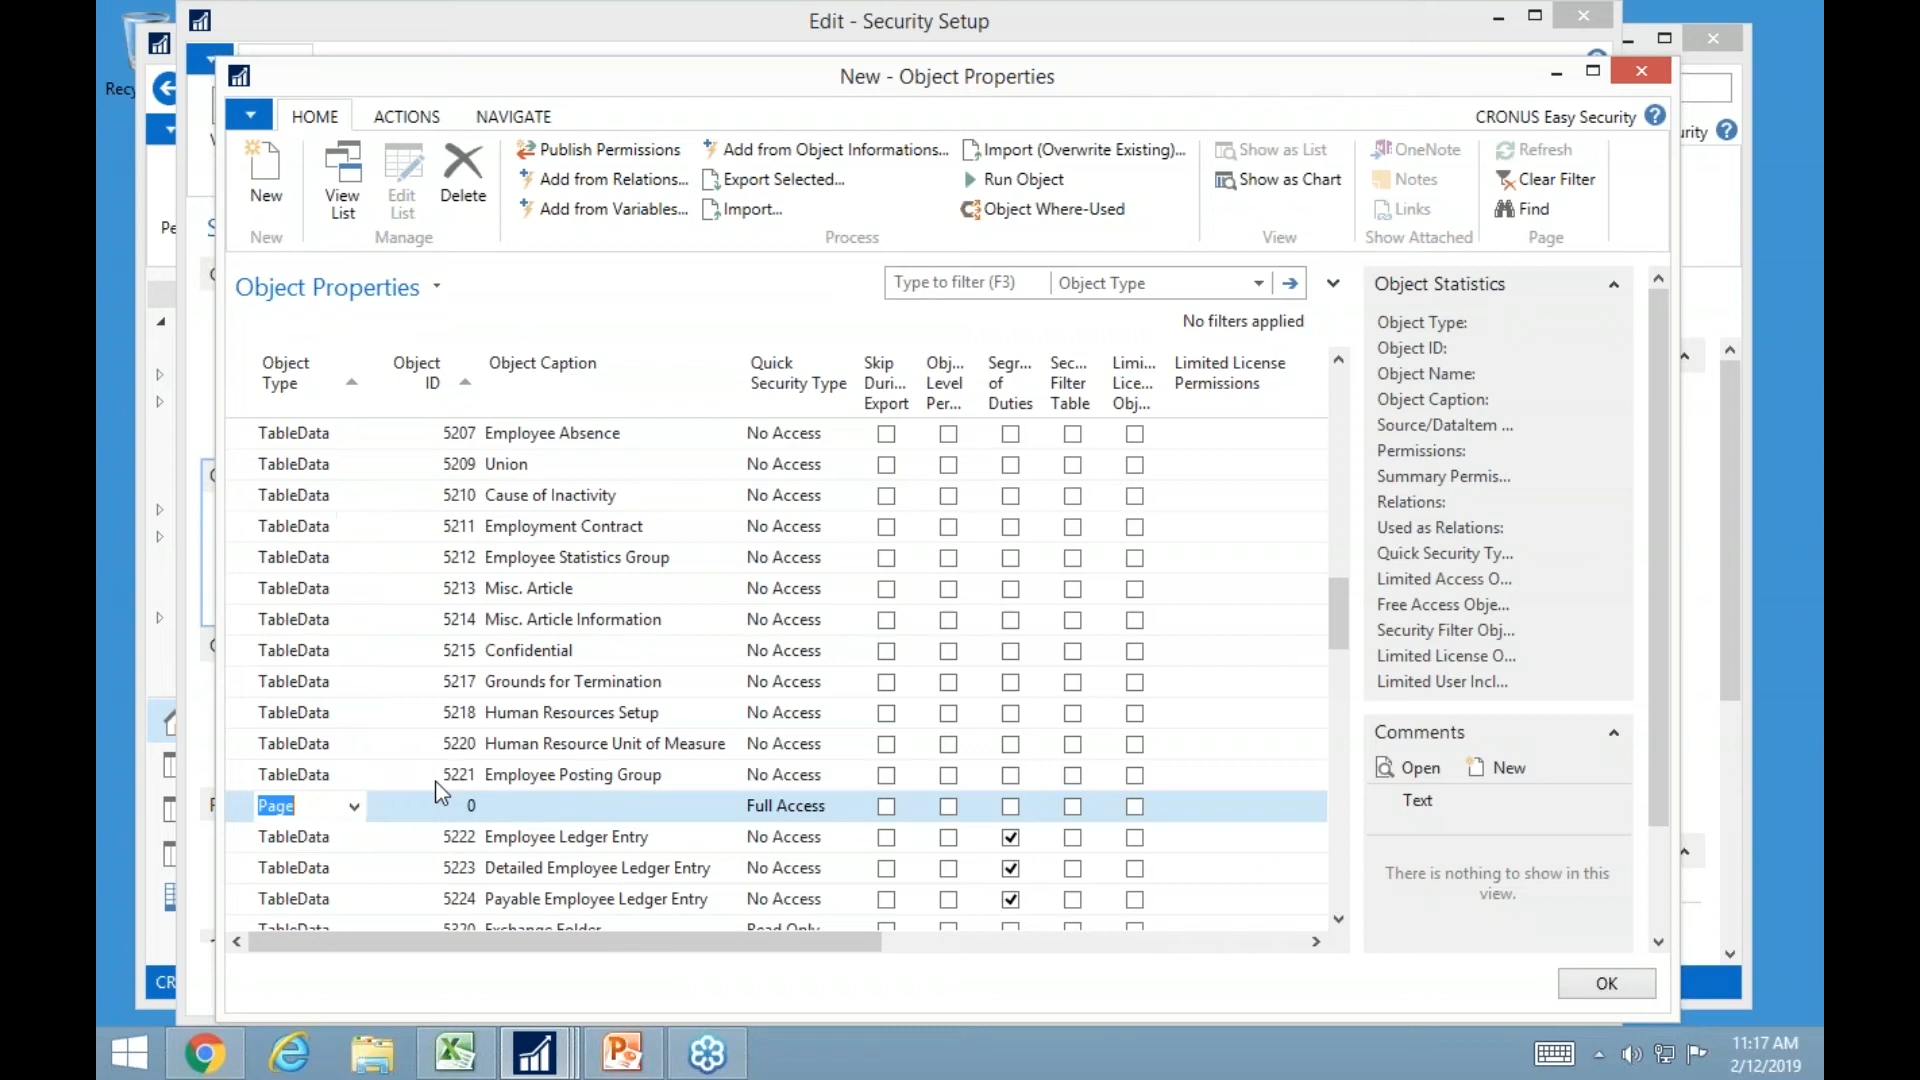 Edit - Security Setup
Recy
New - Object Properties
HOME
ACTIONS
NAVIGATE
CRONUS Easy Security
urity
New
View List
Edit List
Delete
Publish Permissions
Add from Relations...
Add from Variables...
Add from Object Informations...
Export Selected...
Import...
Import (Overwrite Existing)...
Run Object
Object Where-Used
Show as List
Show as Chart
OneNote
Notes
Links
Refresh
Clear Filter
Find
New
Manage
Process
View
Show Attached
Page
Pe
Object Properties
Type to filter (F3)
Object Type
No filters applied
Object Type
Object ID
Object Caption
Quick Security Type
Skip Duri... Export
Obj... Level Per...
Segr... of Duties
Sec... Filter Table
Limi... Lice... Obj...
Limited License Permissions
TableData 5207 Employee Absence No Access
TableData 5209 Union No Access
TableData 5210 Cause of Inactivity No Access
TableData 5211 Employment Contract No Access
TableData 5212 Employee Statistics Group No Access
TableData 5213 Misc. Article No Access
TableData 5214 Misc. Article Information No Access
TableData 5215 Confidential No Access
TableData 5217 Grounds for Termination No Access
TableData 5218 Human Resources Setup No Access
TableData 5220 Human Resource Unit of Measure No Access
TableData 5221 Employee Posting Group No Access
Page 0 Full Access
TableData 5222 Employee Ledger Entry No Access
TableData 5223 Detailed Employee Ledger Entry No Access
TableData 5224 Payable Employee Ledger Entry No Access
TableData 5320 Exchange Folder Read Only
Object Statistics
Object Type:
Object ID:
Object Name:
Object Caption:
Source/DataItem ...
Permissions:
Summary Permis...
Relations:
Used as Relations:
Quick Security Ty...
Limited Access O...
Free Access Obje...
Security Filter Obj...
Limited License O...
Limited User Incl...
Comments
Open
New
Text
There is nothing to show in this view.
OK
CR
11:17 AM
2/12/2019